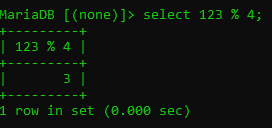 MariaDB [(none)]> select 123 % 4;
+---------+
| 123 % 4 |
+---------+
|       3 |
+---------+
1 row in set (0.000 sec)